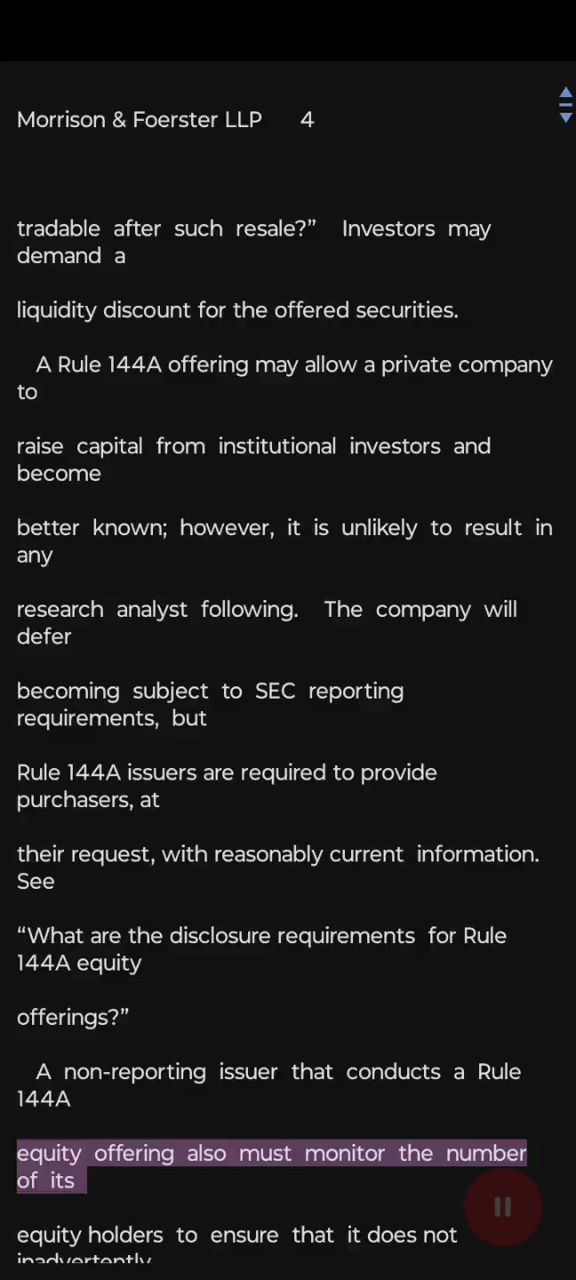 Morrison & Foerster LLP 4
tradable after such resale?” Investors may
demand a
liquidity discount for the offered securities.
A Rule 144A offering may allow a private company
to
raise capital from institutional investors and
become
better known; however, it is unlikely to result in
any
research analyst following. The company will
defer
becoming subject to SEC reporting
requirements, but
Rule 144A issuers are required to provide
purchasers, at
their request, with reasonably current information.
See
“What are the disclosure requirements for Rule
144A equity
offerings?”
A non-reporting issuer that conducts a Rule
144A
equity offering also must monitor the number
of its
equity holders to ensure that it does not
inadvertently